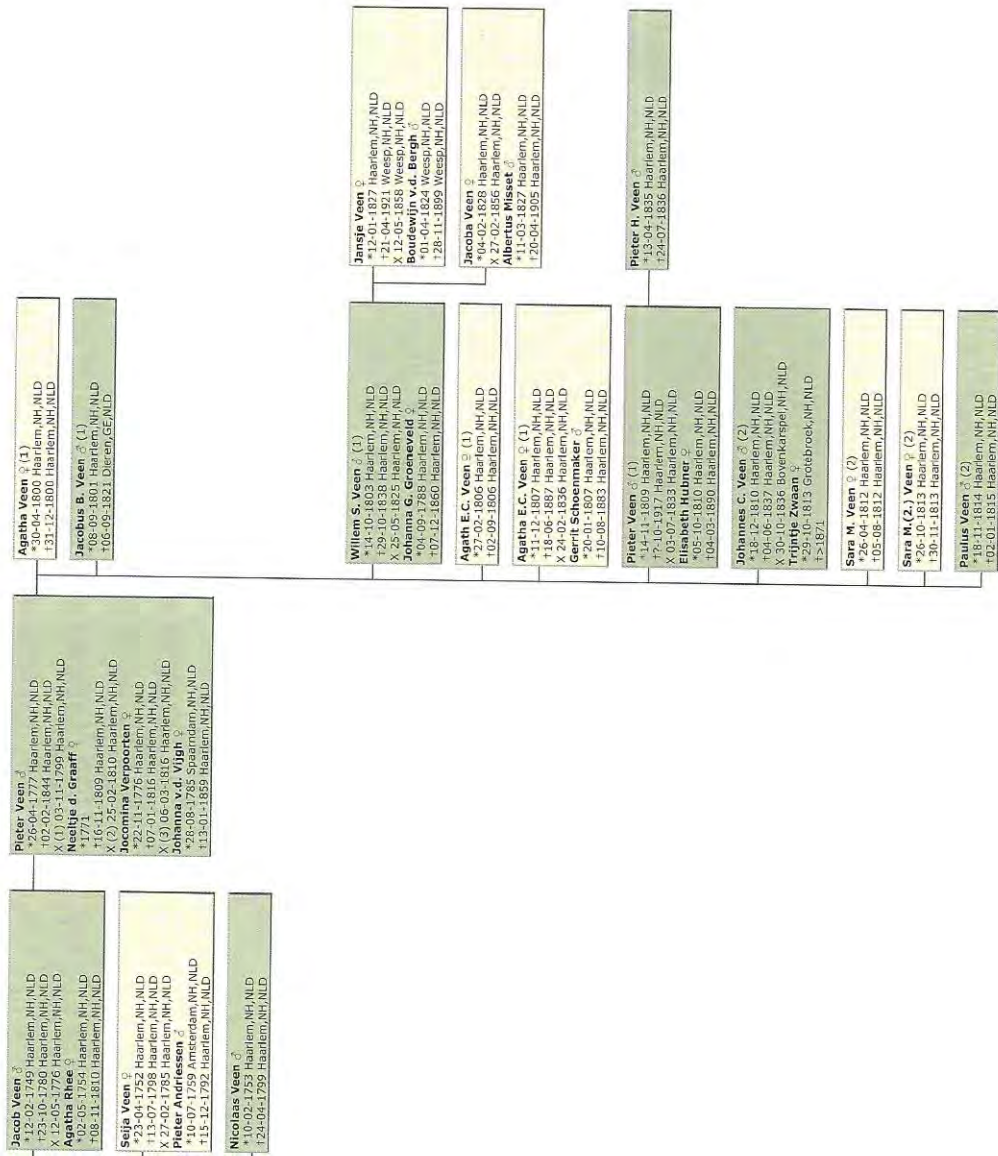 Jacob Veen ♂
*12-02-1749 Haarlem,NH,NLD
†23-10-1780 Haarlem,NH,NLD
X 12-05-1776 Haarlem,NH,NLD
Agatha Rhee ♀
*02-05-1754 Haarlem,NH,NLD
†08-11-1810 Haarlem,NH,NLD
Seija Veen ♀
*23-04-1752 Haarlem,NH,NLD
†13-07-1798 Haarlem,NH,NLD
X 27-02-1785 Haarlem,NH,NLD
Pieter Andriessen ♂
*10-07-1759 Amsterdam,NH,NLD
†15-12-1792 Haarlem,NH,NLD
Nicolaas Veen ♂
*10-02-1753 Haarlem,NH,NLD
†24-04-1799 Haarlem,NH,NLD
Pieter Veen ♂
*26-04-1777 Haarlem,NH,NLD
†02-02-1844 Haarlem,NH,NLD
X (1) 03-11-1799 Haarlem,NH,NLD
Neeltje d. Graaff ♀
*1771
†16-11-1809 Haarlem,NH,NLD
X (2) 25-02-1810 Haarlem,NH,NLD
Jocomina Verpoorten ♀
*22-11-1776 Haarlem,NH,NLD
†07-01-1816 Haarlem,NH,NLD
X (3) 06-03-1816 Haarlem,NH,NLD
Johanna v.d. Vijgh ♀
*28-08-1785 Spaarndam,NH,NLD
†13-01-1859 Haarlem,NH,NLD
Agatha Veen ♀ (1)
*30-04-1800 Haarlem,NH,NLD
†31-12-1800 Haarlem,NH,NLD
Jacobus B. Veen ♂ (1)
*08-09-1801 Haarlem,NH,NLD
†06-09-1821 Dieren,GE,NLD
Willem S. Veen ♂ (1)
*14-10-1803 Haarlem,NH,NLD
†29-10-1838 Haarlem,NH,NLD
X 25-05-1825 Haarlem,NH,NLD
Johanna G. Groeneveld ♀
*04-09-1788 Haarlem,NH,NLD
†07-12-1860 Haarlem,NH,NLD
Agath E.C. Veen ♀ (1)
*27-02-1806 Haarlem,NH,NLD
†02-09-1806 Haarlem,NH,NLD
Agatha E.C. Veen ♀ (1)
*11-12-1807 Haarlem,NH,NLD
†18-06-1887 Haarlem,NH,NLD
X 24-02-1836 Haarlem,NH,NLD
Gerrit Schoenmaker ♂
*20-01-1807 Haarlem,NH,NLD
†10-08-1883 Haarlem,NH,NLD
Pieter Veen ♂ (1)
*14-11-1809 Haarlem,NH,NLD
†?-10-1917 Haarlem,NH,NLD
X 03-07-1833 Haarlem,NH,NLD
Elisabeth Hubner ♀
*05-10-1810 Haarlem,NH,NLD
†04-03-1890 Haarlem,NH,NLD
Johannes C. Veen ♂ (2)
*18-12-1810 Haarlem,NH,NLD
†04-06-1837 Haarlem,NH,NLD
X 30-10-1836 Bovenkarspel,NH,NLD
Trijntje Zwaan ♀
*29-10-1813 Grotebroek,NH,NLD
†>1871
Sara M. Veen ♀ (2)
*26-04-1812 Haarlem,NH,NLD
†05-08-1812 Haarlem,NH,NLD
Sara M.(2.) Veen ♀ (2)
*26-10-1813 Haarlem,NH,NLD
†30-11-1813 Haarlem,NH,NLD
Paulus Veen ♂ (2)
*18-11-1814 Haarlem,NH,NLD
†02-01-1815 Haarlem,NH,NLD
Jansje Veen ♀
*12-01-1827 Haarlem,NH,NLD
†21-04-1921 Weesp,NH,NLD
X 12-05-1858 Weesp,NH,NLD
Boudewijn v.d. Bergh ♂
*01-04-1824 Weesp,NH,NLD
†28-11-1899 Weesp,NH,NLD
Jacoba Veen ♀
*04-02-1828 Haarlem,NH,NLD
X 27-02-1856 Haarlem,NH,NLD
Albertus Misset ♂
*11-03-1827 Haarlem,NH,NLD
†20-04-1905 Haarlem,NH,NLD
Pieter H. Veen ♂
*13-04-1835 Haarlem,NH,NLD
†24-07-1836 Haarlem,NH,NLD